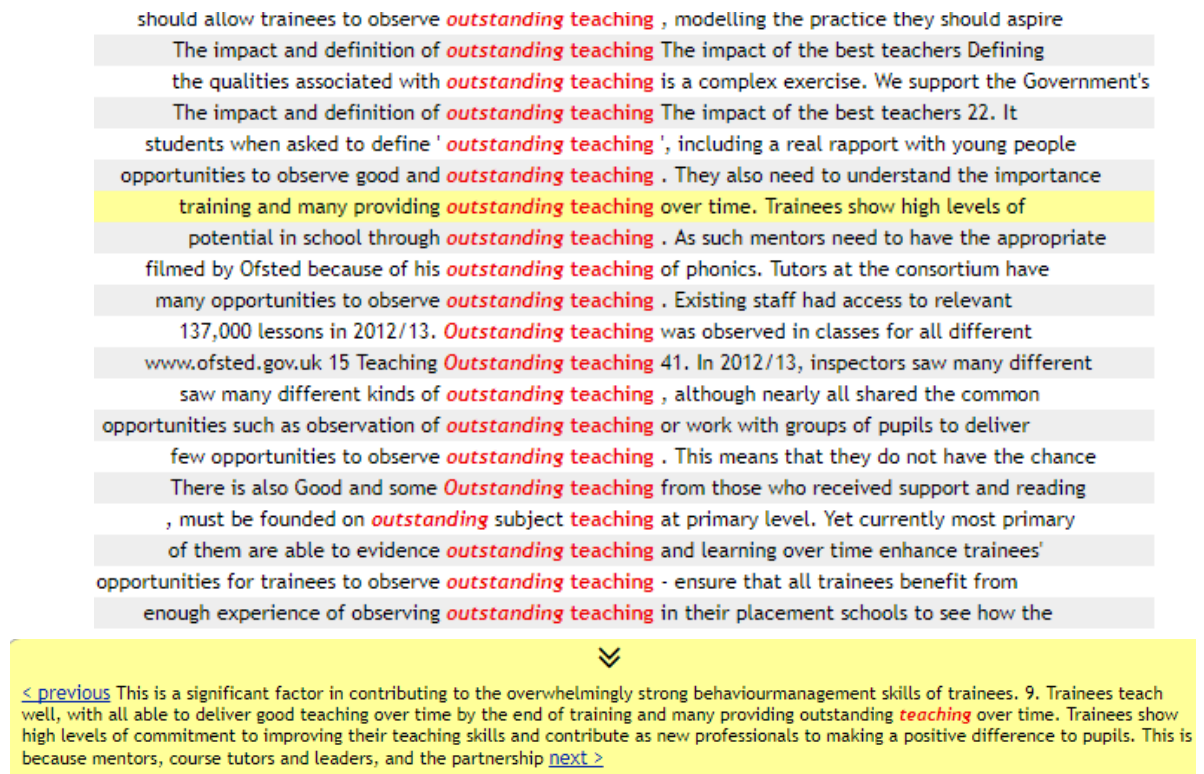 should allow trainees to observe outstanding teaching , modelling the practice they should aspire
The impact and definition of outstanding teaching The impact of the best teachers Defining
the qualities associated with outstanding teaching is a complex exercise. We support the Government's
The impact and definition of outstanding teaching The impact of the best teachers 22. It
students when asked to define ' outstanding teaching ', including a real rapport with young people
opportunities to observe good and outstanding teaching . They also need to understand the importance
training and many providing outstanding teaching over time. Trainees show high levels of
potential in school through outstanding teaching . As such mentors need to have the appropriate
filmed by Ofsted because of his outstanding teaching of phonics. Tutors at the consortium have
many opportunities to observe outstanding teaching . Existing staff had access to relevant
137,000 lessons in 2012/13. Outstanding teaching was observed in classes for all different
www.ofsted.gov.uk 15 Teaching Outstanding teaching 41. In 2012/13, inspectors saw many different
saw many different kinds of outstanding teaching , although nearly all shared the common
opportunities such as observation of outstanding teaching or work with groups of pupils to deliver
few opportunities to observe outstanding teaching . This means that they do not have the chance
There is also Good and some Outstanding teaching from those who received support and reading
, must be founded on outstanding subject teaching at primary level. Yet currently most primary
of them are able to evidence outstanding teaching and learning over time enhance trainees'
opportunities for trainees to observe outstanding teaching - ensure that all trainees benefit from
enough experience of observing outstanding teaching in their placement schools to see how the
< previous This is a significant factor in contributing to the overwhelmingly strong behaviourmanagement skills of trainees. 9. Trainees teach
well, with all able to deliver good teaching over time by the end of training and many providing outstanding teaching over time. Trainees show
high levels of commitment to improving their teaching skills and contribute as new professionals to making a positive difference to pupils. This is
because mentors, course tutors and leaders, and the partnership next >